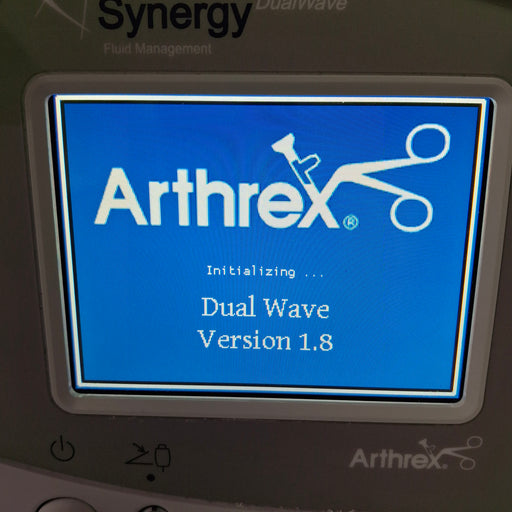 Synergy DualWave
Fluid Management
Arthrex®
Initializing ...
Dual Wave
Version 1.8
Arthrex